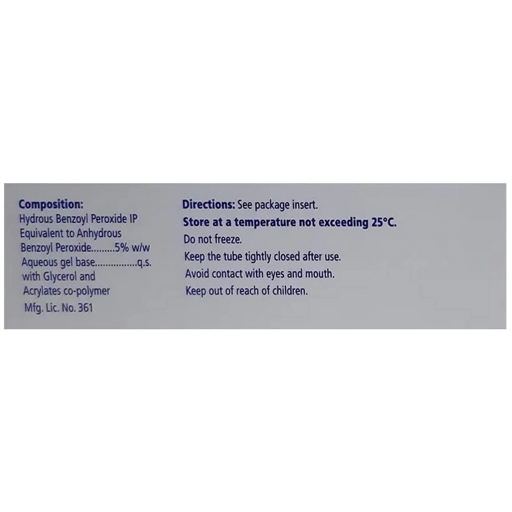 Composition:
Hydrous Benzoyl Peroxide IP
Equivalent to Anhydrous
Benzoyl Peroxide.........5% w/w
Aqueous gel base................q.s.
with Glycerol and
Acrylates co-polymer
Mfg. Lic. No. 361
Directions: See package insert.
Store at a temperature not exceeding 25°C.
Do not freeze.
Keep the tube tightly closed after use.
Avoid contact with eyes and mouth.
Keep out of reach of children.